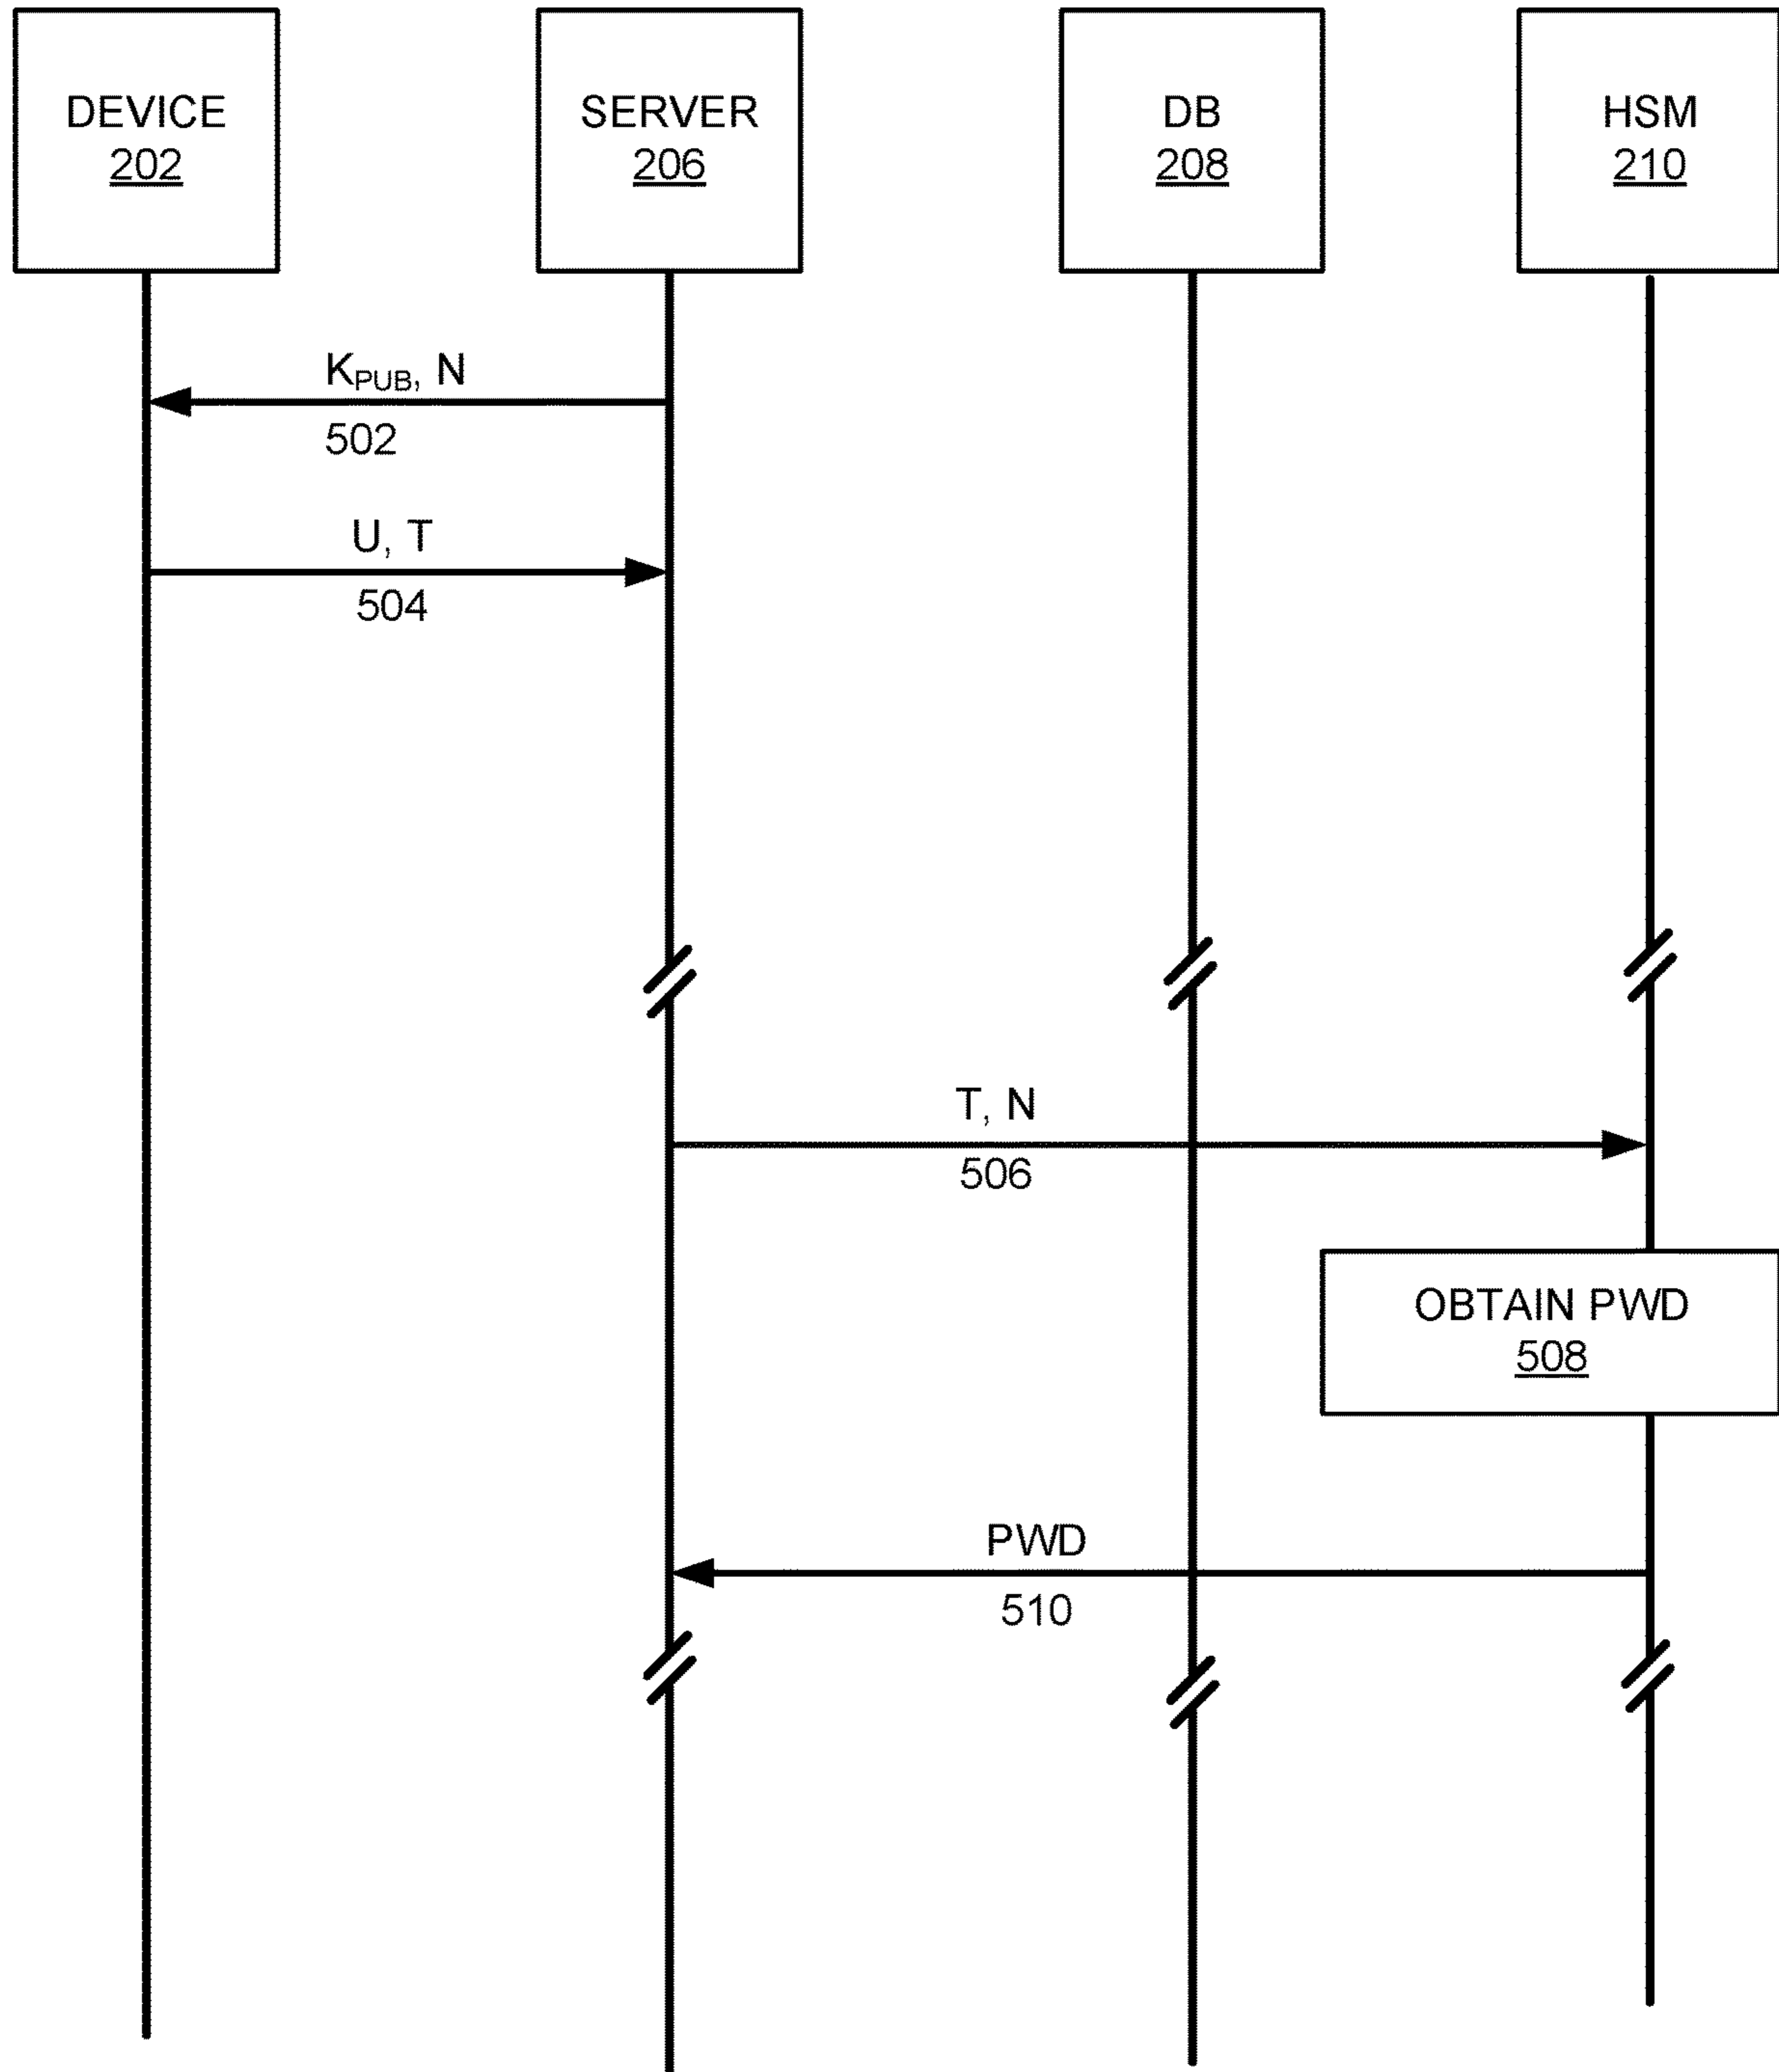 DEVICE
202
SERVER
206
DB
208
HSM
210
KPUB, N
502
U, T
504
T, N
506
OBTAIN PWD
508
PWD
510